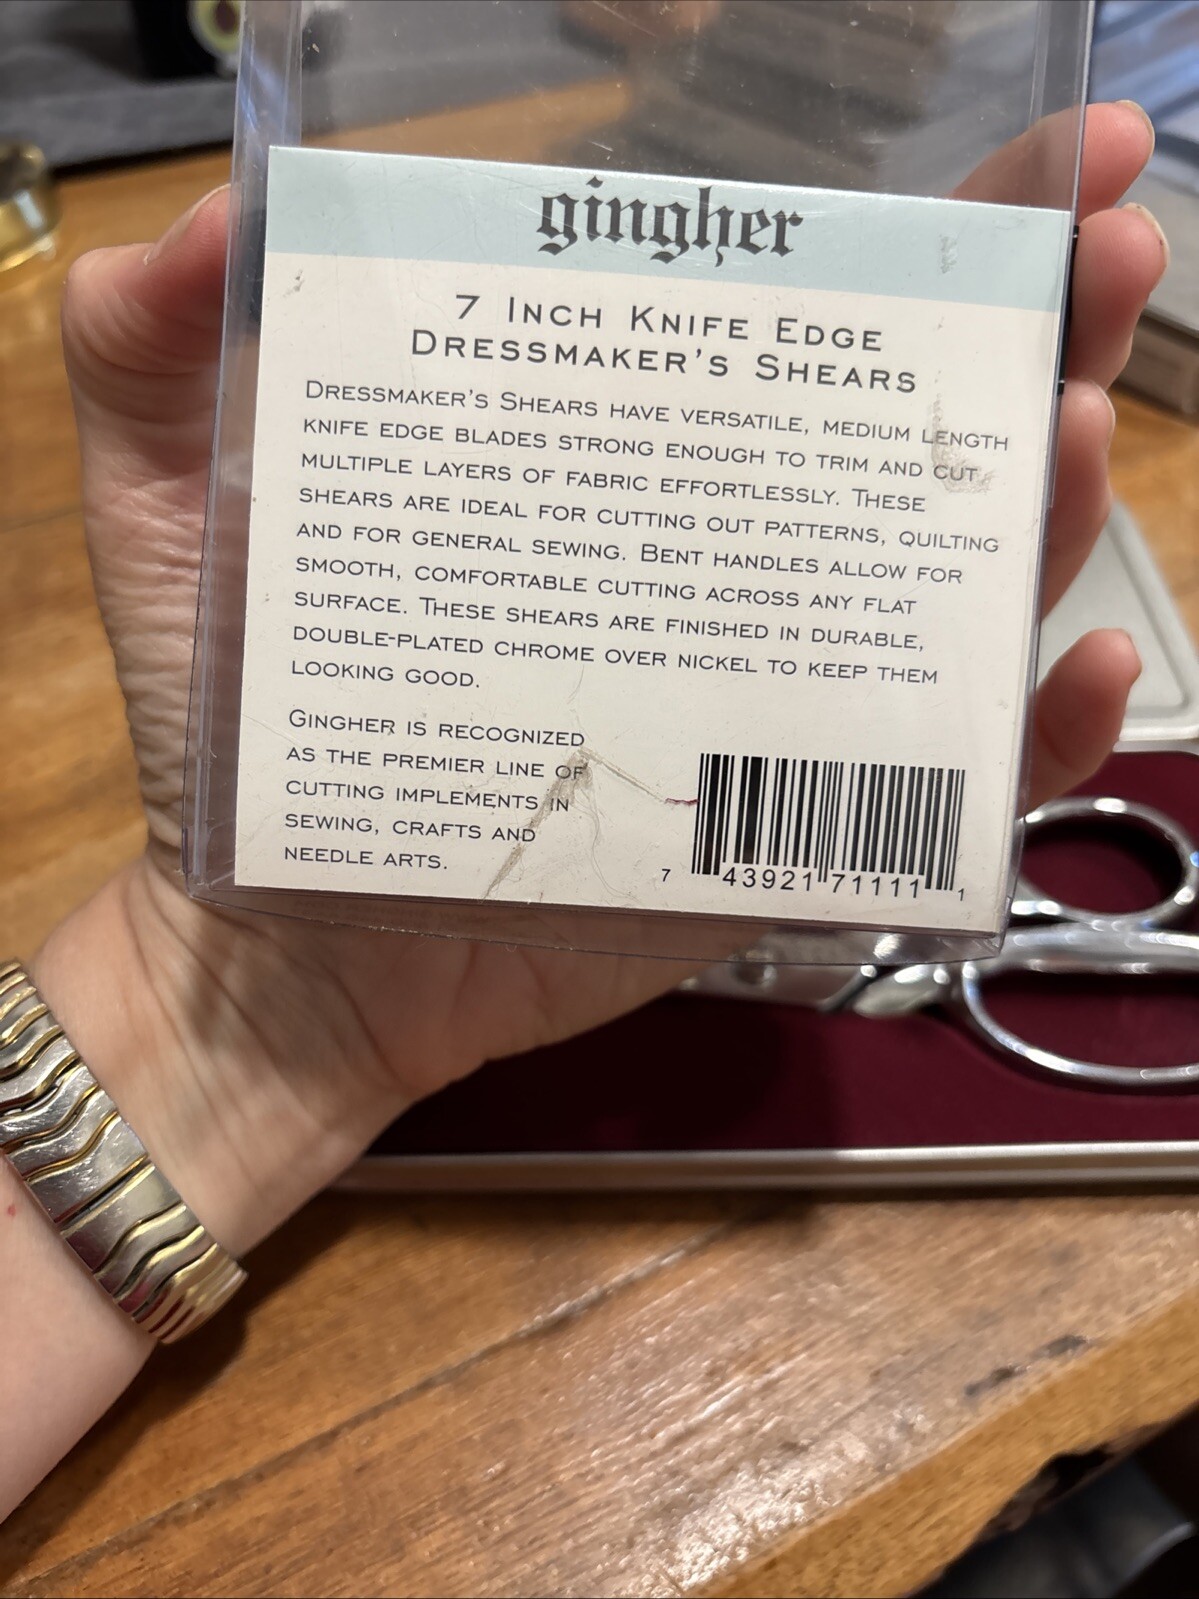 gingher
7 Inch Knife Edge
Dressmaker's Shears
Dressmaker's Shears have versatile, medium length
knife edge blades strong enough to trim and cut
multiple layers of fabric effortlessly. These
shears are ideal for cutting out patterns, quilting
and for general sewing. Bent handles allow for
smooth, comfortable cutting across any flat
surface. These shears are finished in durable,
double-plated chrome over nickel to keep them
looking good.
Gingher is recognized
as the premier line of
cutting implements in
sewing, crafts and
needle arts.
7 43921 71111 1